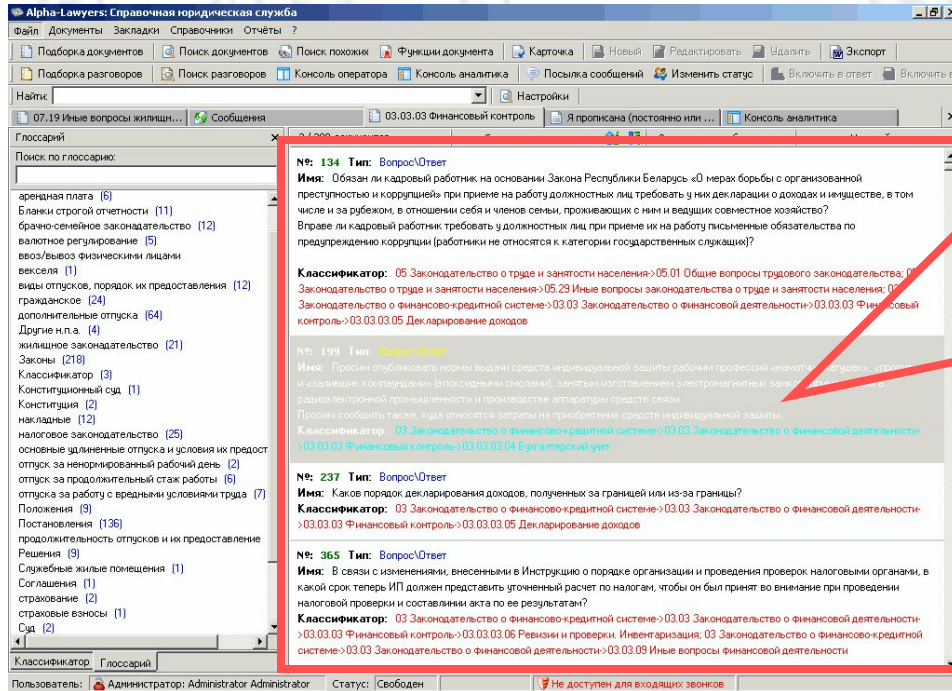 Alpha-Lawyers: Справочная юридическая служба
Файл Документы Закладки Справочники Отчёты ?
Подборка документов Поиск документов Поиск похожих Функции документа Карточка Новый Редактировать Удалить Экспорт
Подборка разговоров Поиск разговоров Консоль оператора Консоль аналитика Посылка сообщений Изменить статус Включить в ответ Включить в
Найти: Настройки
07.19 Иные вопросы жилищн... Сообщения 03.03.03 Финансовый контроль Я прописана (постоянно или ... Консоль аналитика
Глоссарий
Поиск по глоссарию:
арендная плата (6)
Бланки строгой отчетности (11)
брачно-семейное законадательство (12)
валютное регулирование (5)
ввоз/вывоз физическими лицами
векселя (1)
виды отпусков, порядок их предоставления (12)
гражданское (24)
дополнительные отпуска (64)
Другие н.п.а. (4)
жилищное законадательство (21)
Законы (218)
Классификатор (3)
Конституционный суд (1)
Конституция (2)
накладные (12)
налоговое законодательство (25)
основные удлиненные отпуска и условия их предост
отпуск за ненормированный рабочий день (2)
отпуск за продолжительный стаж работы (6)
отпуска за работу с вредными условиями труда (7)
Положения (9)
Постановления (136)
продолжительность отпусков и их предоставление
Решения (9)
Служебные жилые помещения (1)
Соглашения (1)
страхование (2)
страховые взносы (1)
Суд (2)
Классификатор Глоссарий
№: 134 Тип: Вопрос\Ответ
Имя: Обязан ли кадровый работник на основании Закона Республики Беларусь «О мерах борьбы с организованной
преступностью и коррупцией» при приеме на работу должностных лиц требовать у них декларации о доходах и имуществе, в том
числе и за рубежом, в отношении себя и членов семьи, проживающих с ним и ведущих совместное хозяйство?
Вправе ли кадровый работник требовать у должностных лиц при приеме их на работу письменные обязательства по
предупреждению коррупции (работники не относятся к категории государственных служащих)?
Классификатор: 05 Законодательство о труде и занятости населения->05.01 Общие вопросы трудового законодательства;
Законодательство о труде и занятости населения->05.29 Иные вопросы законодательства о труде и занятости населения; 03
Законодательство о финансово-кредитной системе->03.03 Законодательство о финансовой деятельности->03.03.03 Финансовый
контроль->03.03.03.05 Декларирование доходов
№: 199 Тип: Вопрос\Ответ
Имя: Просим опубликовать нормы выдачи средств индивидуальной защиты рабочим профессий «намотчик катушек»,
и «заливщик компаундами» (эпоксидными смолами), занятым изготовлением электромагнитных
радиоэлектронной промышленности и производстве аппаратуры средств связи.
Просим сообщить также, куда относятся затраты на приобретение средств индивидуальной защиты.
Классификатор: 03 Законодательство о финансово-кредитной системе->03.03 Законодательство о финансовой деятельности-
>03.03.03 Финансовый контроль->03.03.03.04 Бухгалтерский учет
№: 237 Тип: Вопрос\Ответ
Имя: Каков порядок декларирования доходов, полученных за границей или из-за границы?
Классификатор: 03 Законодательство о финансово-кредитной системе->03.03 Законодательство о финансовой деятельности-
>03.03.03 Финансовый контроль->03.03.03.05 Декларирование доходов
№: 365 Тип: Вопрос\Ответ
Имя: В связи с изменениями, внесенными в Инструкцию о порядке организации и проведения проверок налоговыми органами, в
какой срок теперь ИП должен представить уточненный расчет по налогам, чтобы он был принят во внимание при проведении
налоговой проверки и составлнии акта по ее результатам?
Классификатор: 03 Законодательство о финансово-кредитной системе->03.03 Законодательство о финансовой деятельности-
>03.03.03 Финансовый контроль->03.03.03.06 Ревизии и проверки. Инвентаризация; 03 Законодательство о финансово-кредитной
системе->03.03 Законодательство о финансовой деятельности->03.03.09 Иные вопросы финансовой деятельности
Пользователь: Администратор: Administrator Administrator Статус: Свободен Не доступен для входящих звонков